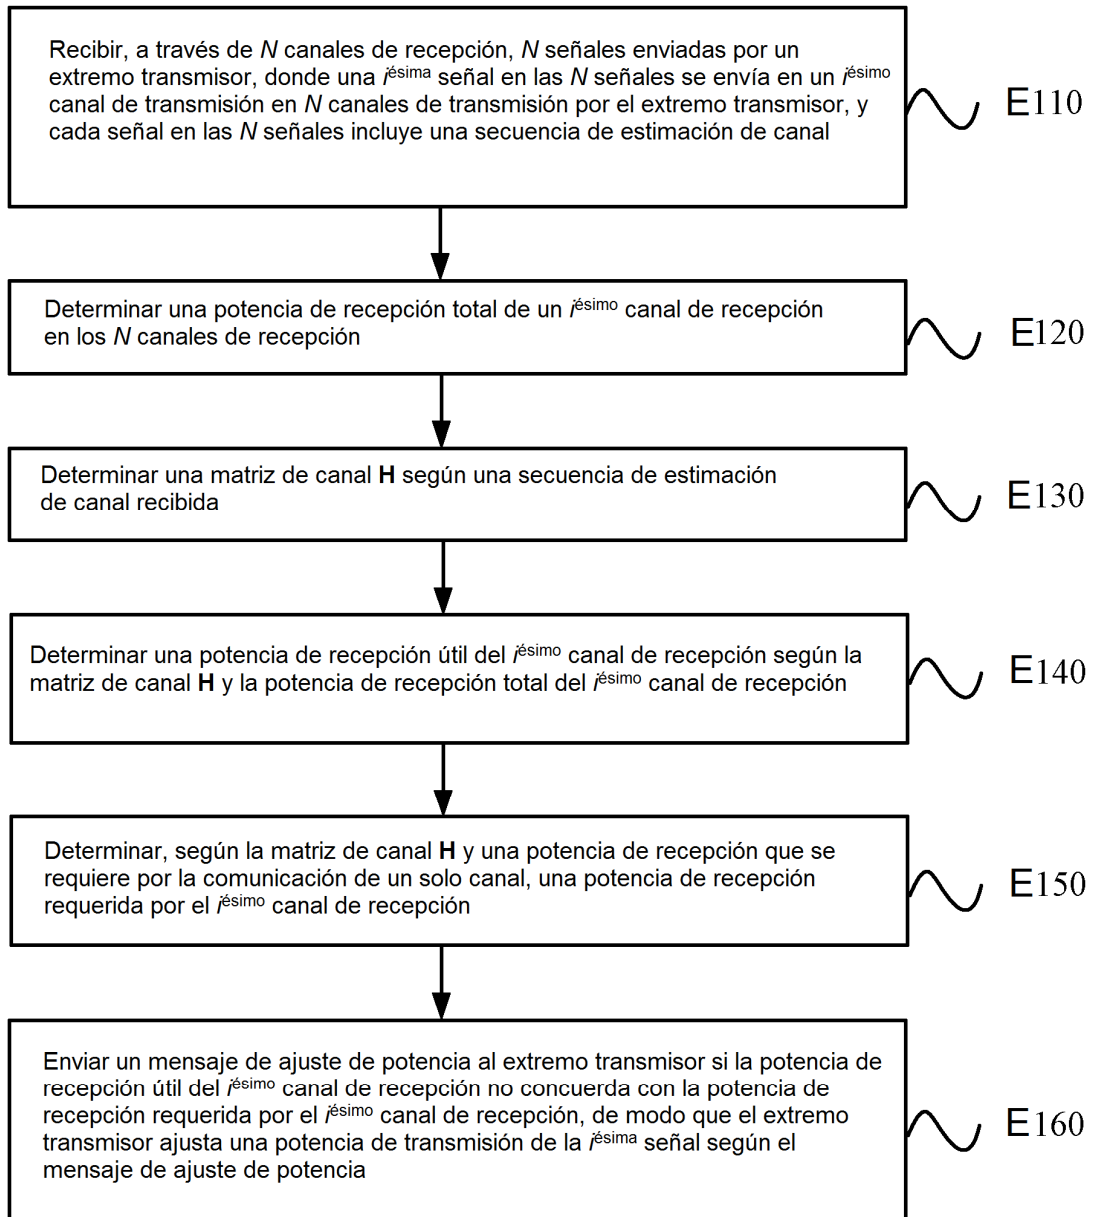 Recibir, a través de N canales de recepción, N señales enviadas por un
extremo transmisor, donde una iésima señal en las N señales se envía en un iésimo
canal de transmisión en N canales de transmisión por el extremo transmisor, y
cada señal en las N señales incluye una secuencia de estimación de canal
E110
Determinar una potencia de recepción total de un iésimo canal de recepción
en los N canales de recepción
E120
Determinar una matriz de canal H según una secuencia de estimación
de canal recibida
E130
Determinar una potencia de recepción útil del iésimo canal de recepción según la
matriz de canal H y la potencia de recepción total del iésimo canal de recepción
E140
Determinar, según la matriz de canal H y una potencia de recepción que se
requiere por la comunicación de un solo canal, una potencia de recepción
requerida por el iésimo canal de recepción
E150
Enviar un mensaje de ajuste de potencia al extremo transmisor si la potencia de
recepción útil del iésimo canal de recepción no concuerda con la potencia de
recepción requerida por el iésimo canal de recepción, de modo que el extremo
transmisor ajusta una potencia de transmisión de la iésima señal según el
mensaje de ajuste de potencia
E160